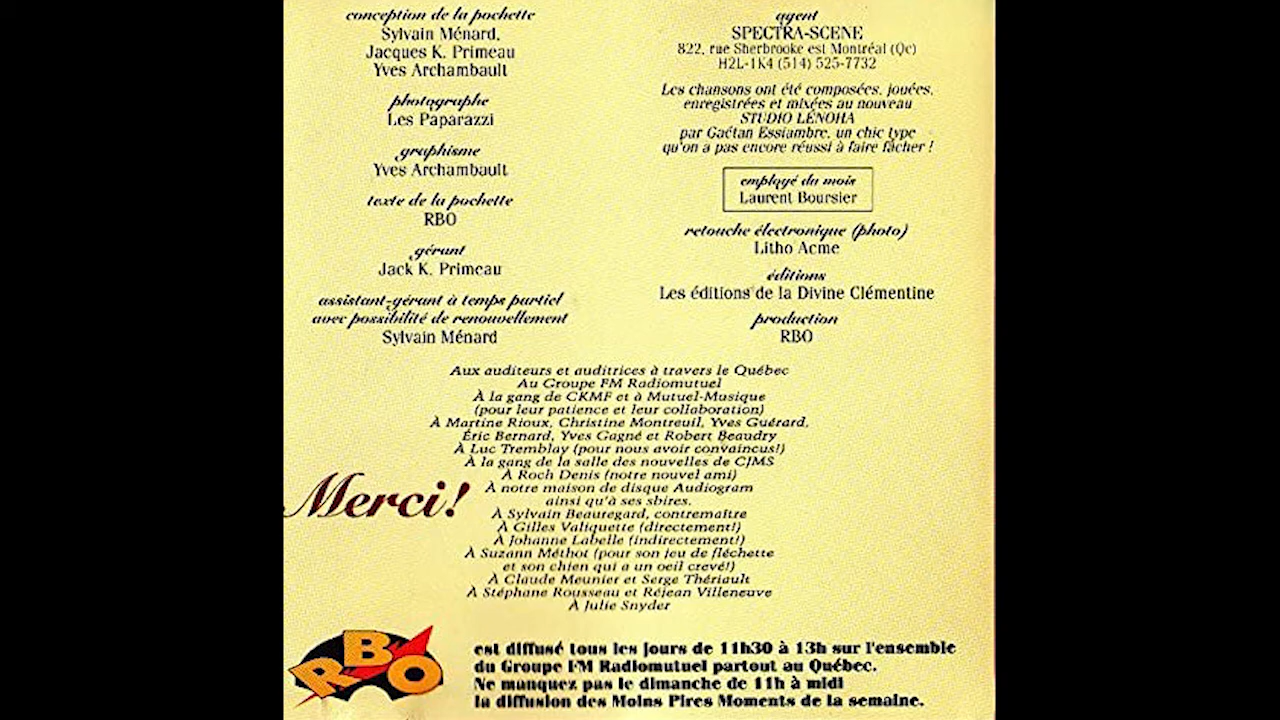 conception de la pochette
Sylvain Ménard,
Jacques K. Primeau
Yves Archambault
photographe
Les Paparazzi
graphisme
Yves Archambault
texte de la pochette
RBO
gérant
Jack K. Primeau
assistant-gérant à temps partiel
avec possibilité de renouvellement
Sylvain Ménard
agent
SPECTRA-SCENE
822, rue Sherbrooke est Montréal (Qc)
H2L-1K4 (514) 525-7732
Les chansons ont été composées, jouées,
enregistrées et mixées au nouveau
STUDIO LÉNOHA
par Gaétan Essiambre, un chic type
qu'on a pas encore réussi à faire fâcher !
employé du mois
Laurent Boursier
retouche électronique (photo)
Litho Acme
éditions
Les éditions de la Divine Clémentine
production
RBO
Merci!
Aux auditeurs et auditrices à travers le Québec
Au Groupe FM Radiomutuel
À la gang de CKMF et à Mutuel-Musique
(pour leur patience et leur collaboration)
À Martine Rioux, Christine Montreuil, Yves Guérard,
Éric Bernard, Yves Gagné et Robert Beaudry
À Luc Tremblay (pour nous avoir convaincus!)
À la gang de la salle des nouvelles de CJMS
À Roch Denis (notre nouvel ami)
À notre maison de disque Audiogram
ainsi qu'à ses sbires.
À Sylvain Beauregard, contremaître
À Gilles Valiquette (directement!)
À Johanne Labelle (indirectement!)
À Suzann Méthot (pour son jeu de fléchette
et son chien qui a un oeil crevé!)
À Claude Meunier et Serge Thériault
À Stéphane Rousseau et Réjean Villeneuve
À Julie Snyder
RBO
est diffusé tous les jours de 11h30 à 13h sur l'ensemble
du Groupe FM Radiomutuel partout au Québec.
Ne manquez pas le dimanche de 11h à midi
la diffusion des Moins Pires Moments de la semaine.